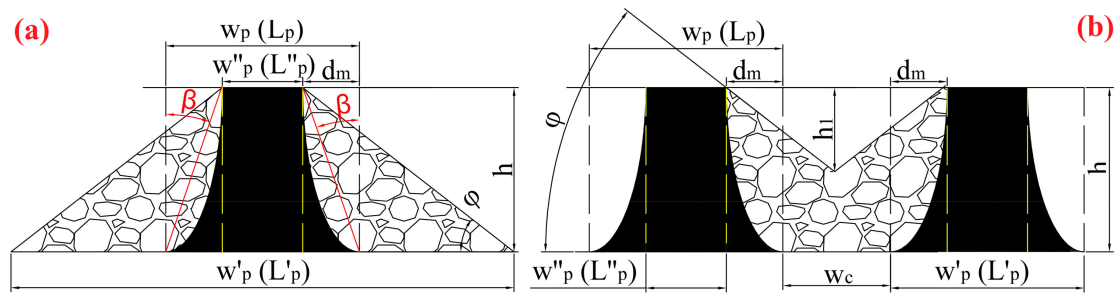 (a)
wp (Lp)
w"p (L"p)
dm
β
β
h
φ
w'p (L'p)
(b)
wp (Lp)
dm
dm
φ
h1
h
w"p (L"p)
wc
w'p (L'p)